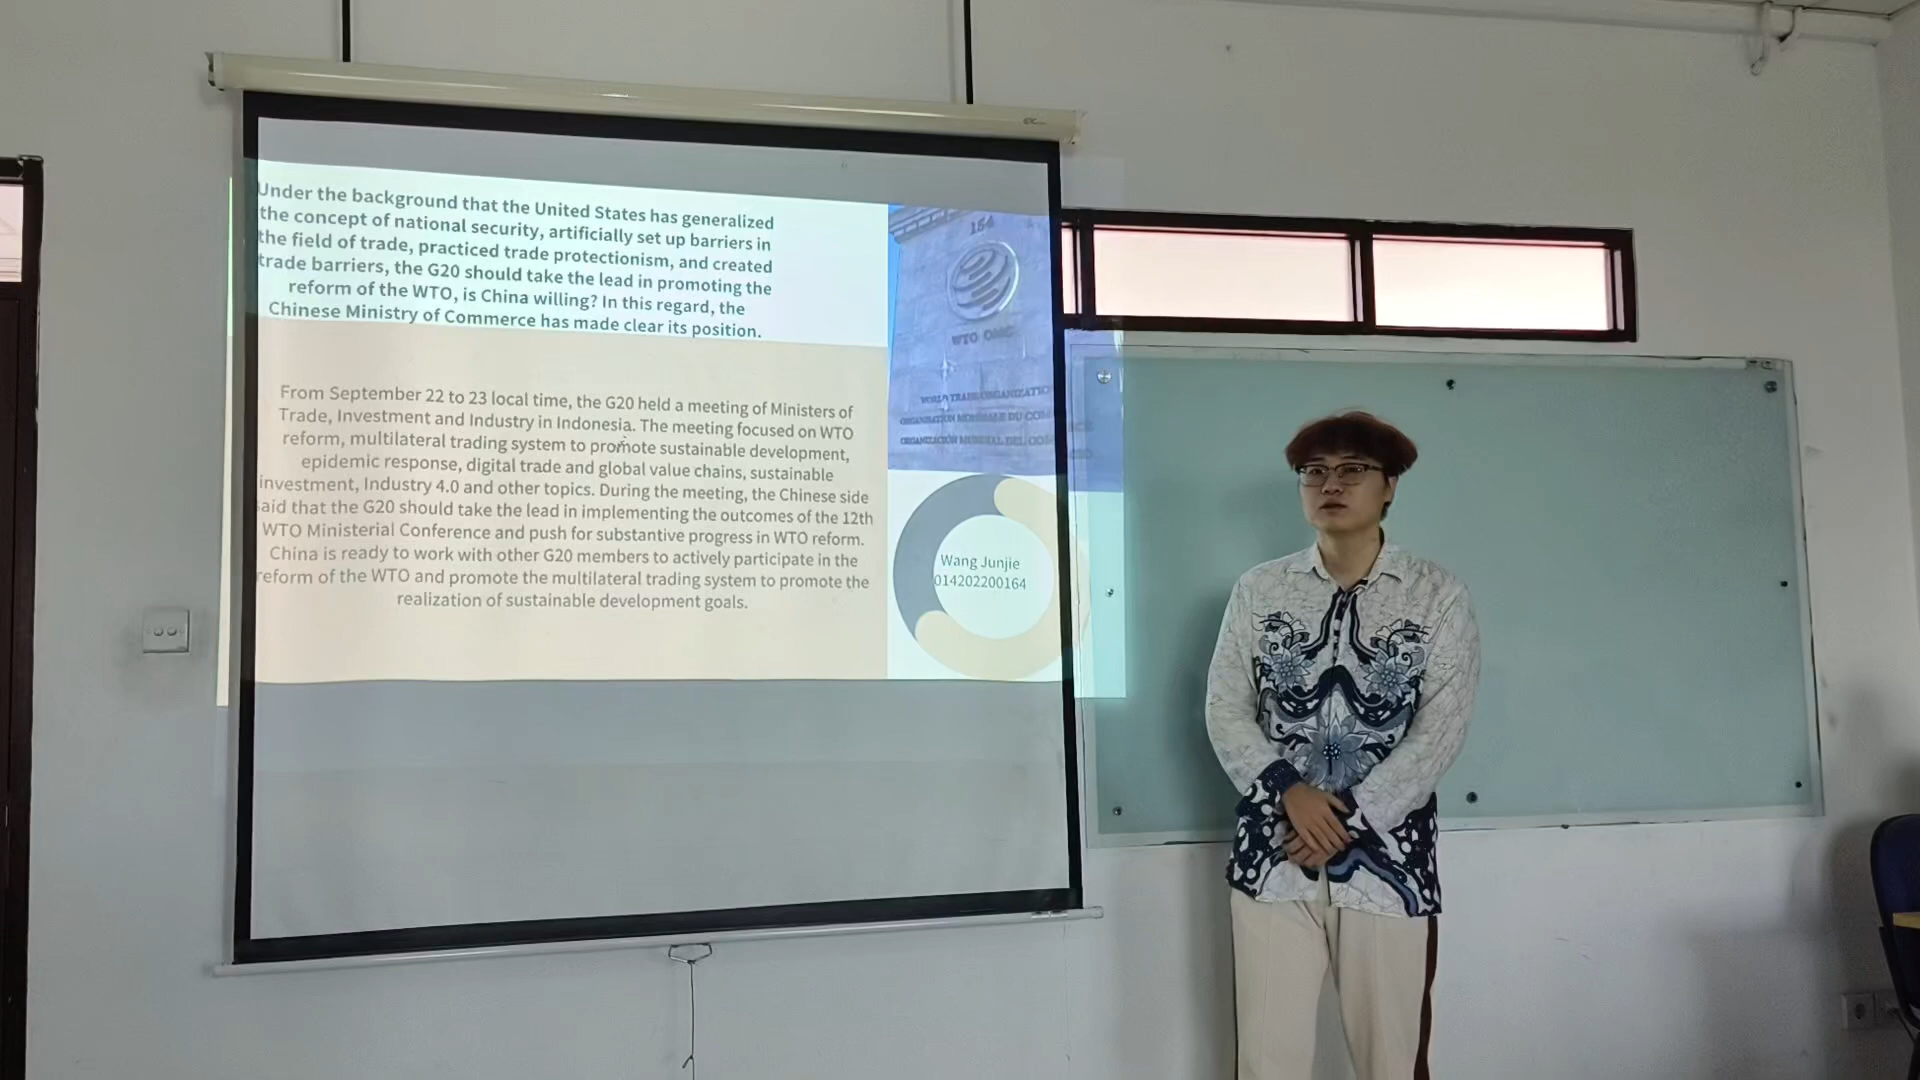 Under the background that the United States has generalized
the concept of national security, artificially set up barriers in
the field of trade, practiced trade protectionism, and created
trade barriers, the G20 should take the lead in promoting the
reform of the WTO, is China willing? In this regard, the
Chinese Ministry of Commerce has made clear its position.
From September 22 to 23 local time, the G20 held a meeting of Ministers of
Trade, Investment and Industry in Indonesia. The meeting focused on WTO
reform, multilateral trading system to promote sustainable development,
epidemic response, digital trade and global value chains, sustainable
investment, Industry 4.0 and other topics. During the meeting, the Chinese side
said that the G20 should take the lead in implementing the outcomes of the 12th
WTO Ministerial Conference and push for substantive progress in WTO reform.
China is ready to work with other G20 members to actively participate in the
reform of the WTO and promote the multilateral trading system to promote the
realization of sustainable development goals.
154
WTO OMC
WORLD TRADE ORGANIZATIO
ORGANISATION MONDIALE DU COM
ORGANIZACIÓN MUNDIAL DEL COM
Wang Junjie
014202200164